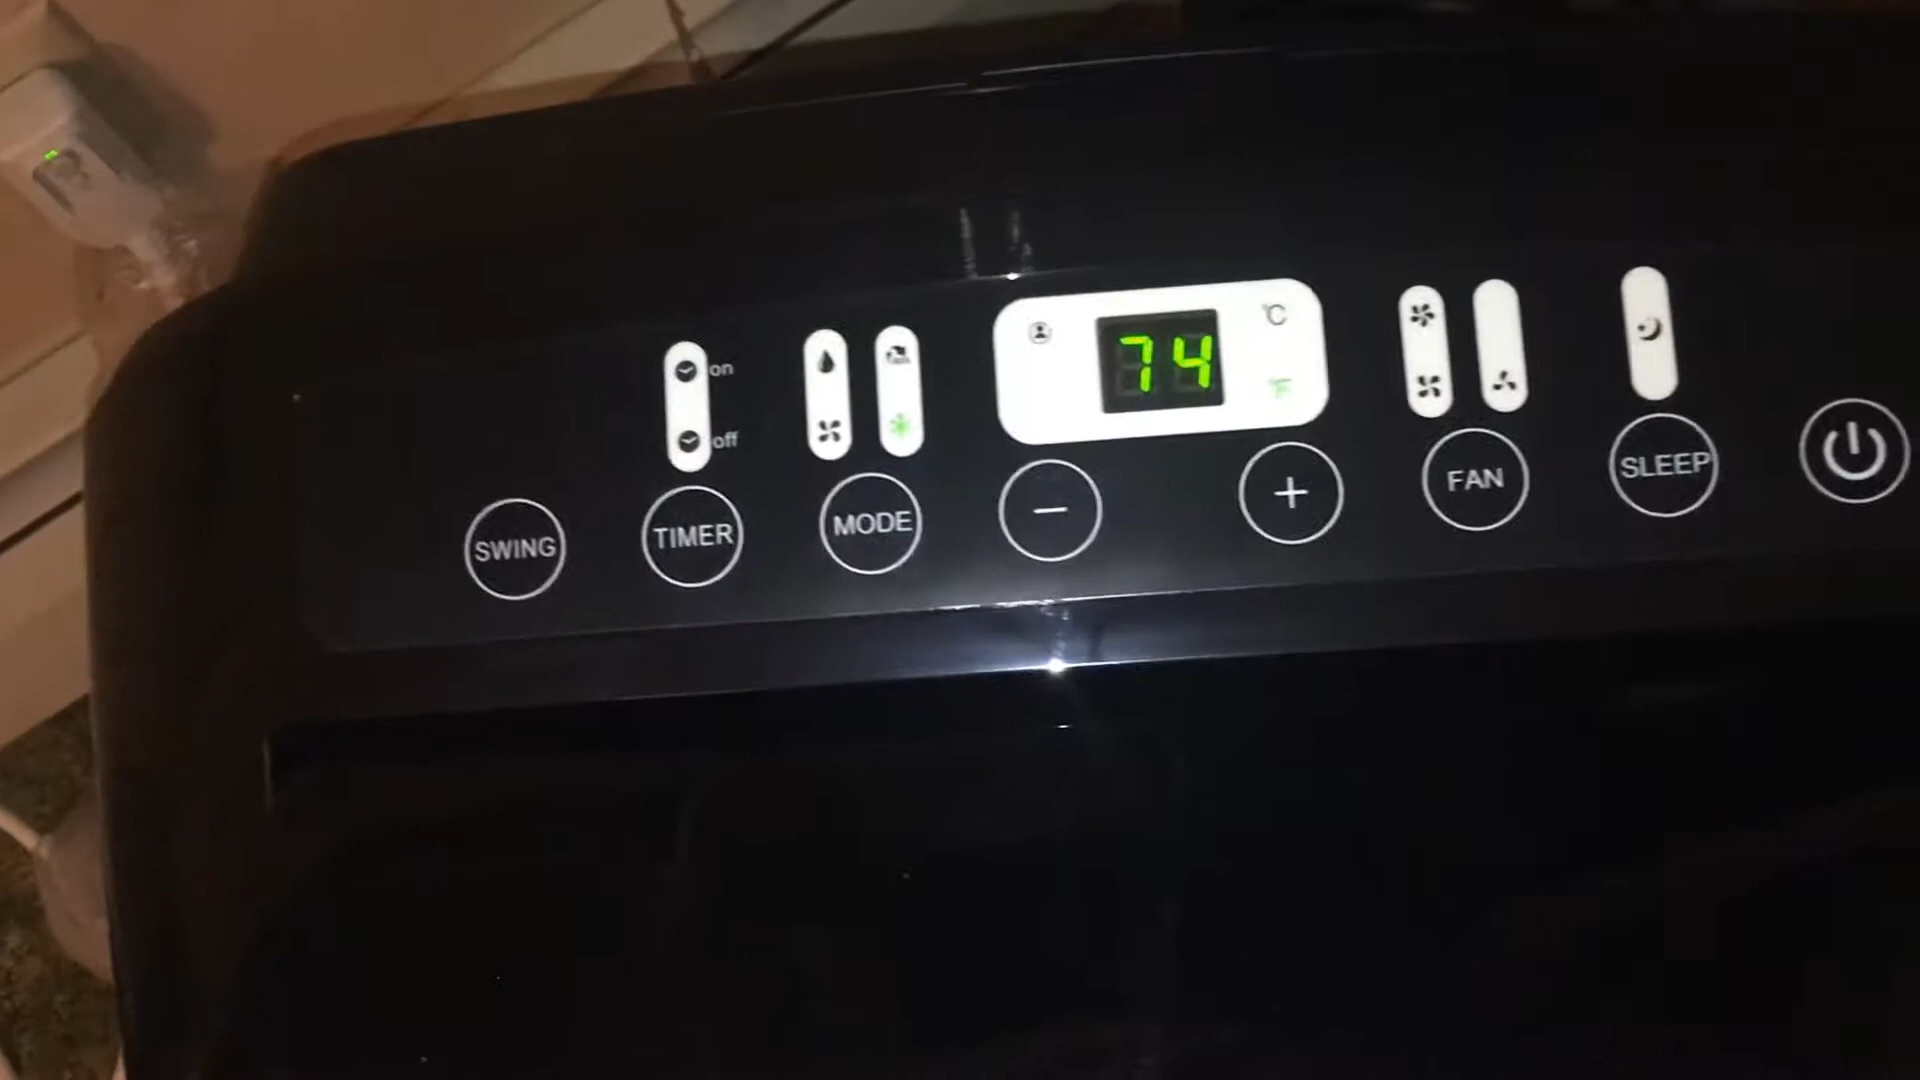 on
off
74
°C
°F
SWING
TIMER
MODE
−
+
FAN
SLEEP